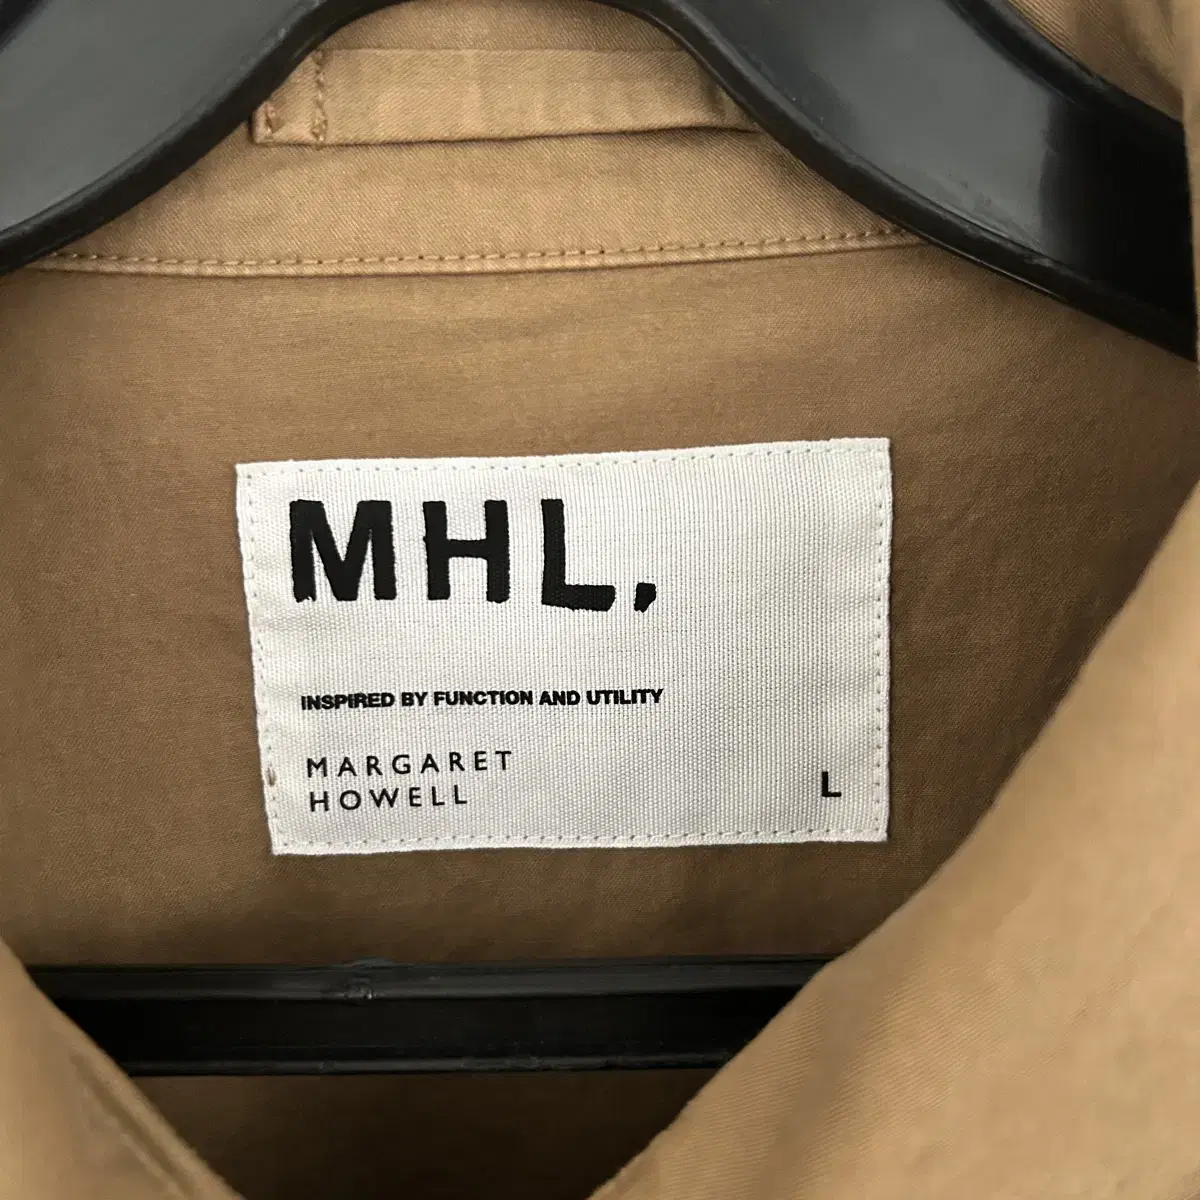 MHL.
INSPIRED BY FUNCTION AND UTILITY
MARGARET
HOWELL
L